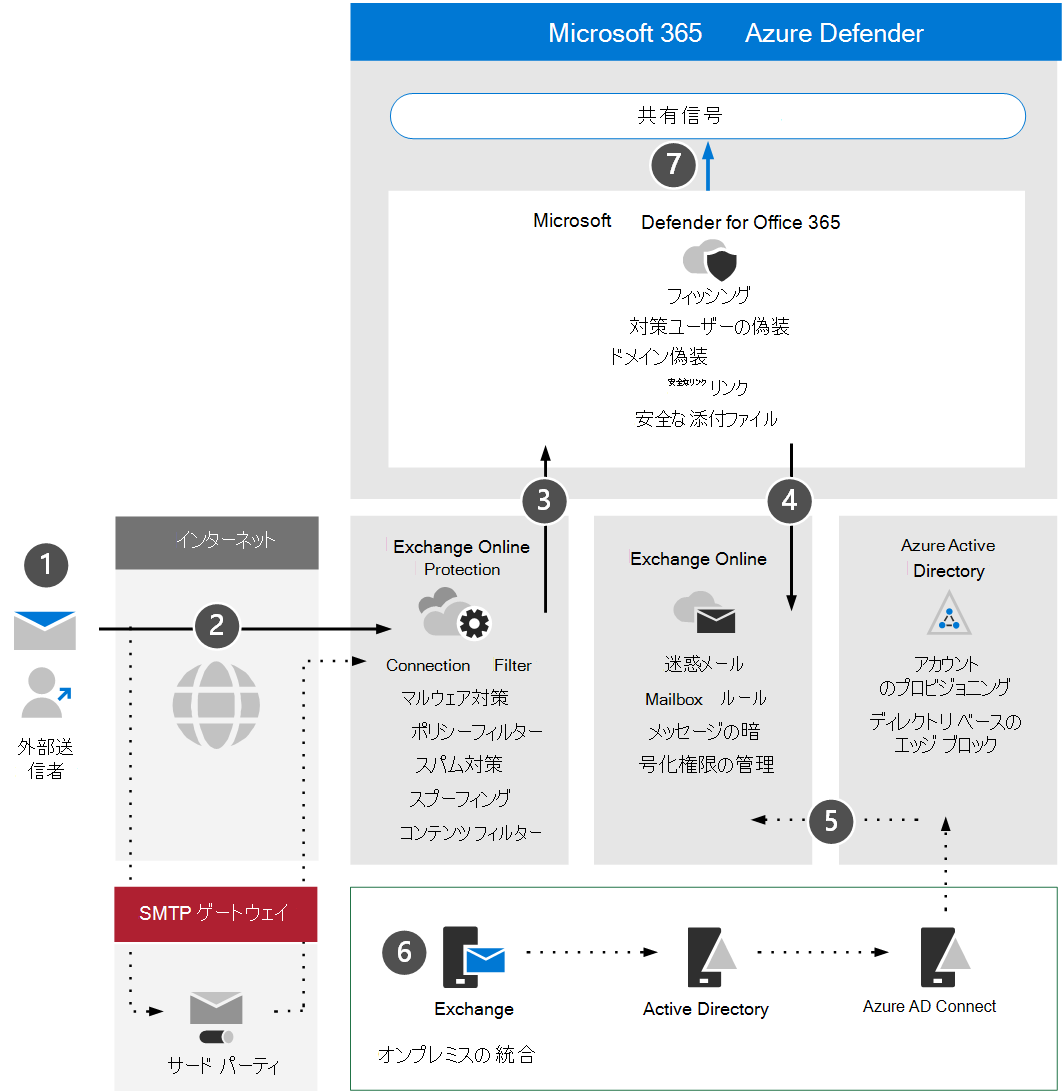 Microsoft 365 Azure Defender
共有信号
7
Microsoft Defender for Office 365
フィッシング
対策ユーザーの偽装
ドメイン偽装
安全なリンク リンク
安全な 添付ファイル
3
4
1
外部送
信者
インターネット
2
Exchange Online
Protection
Connection Filter
マルウェア対策
ポリシーフィルター
スパム対策
スプーフィング
コンテンツ フィルター
Exchange Online
迷惑メール
Mailbox ルール
メッセージの暗
号化権限の管理
Azure Active
Directory
アカウント
のプロビジョニング
ディレクトリ ベースの
エッジ ブロック
5
SMTP ゲートウェイ
サード パーティ
6
Exchange
Active Directory
Azure AD Connect
オンプレミスの 統合